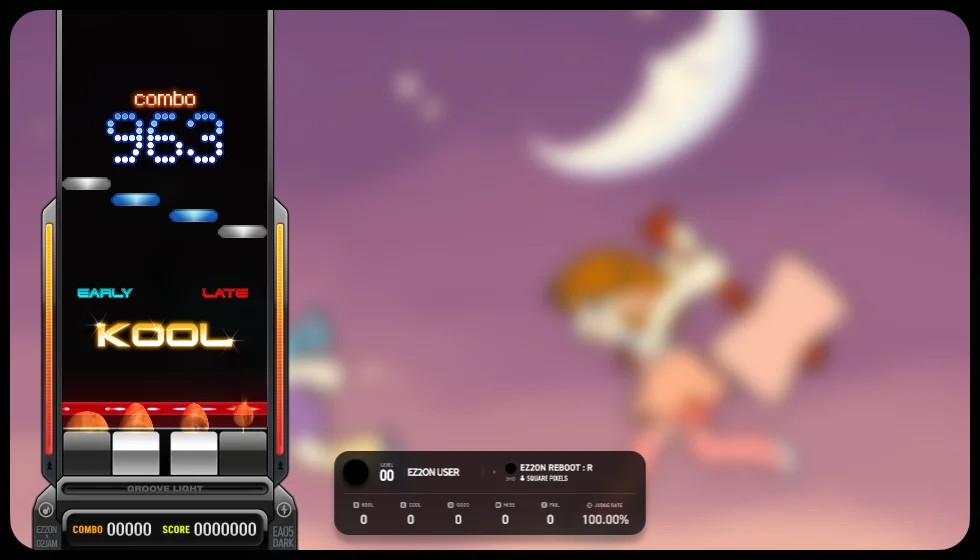 combo
963
EARLY
LATE
KOOL
GROOVE LIGHT
EZ2ON
X
O2JAM
COMBO 00000 SCORE 0000000
EA05
DARK
LEVEL
00
EZ2ON USER
EZ2ON REBOOT : R
SQUARE PIXELS
KOOL
COOL
GOOD
MISS
FAIL
JUDGE RATE
0
0
0
0
0
100.00%